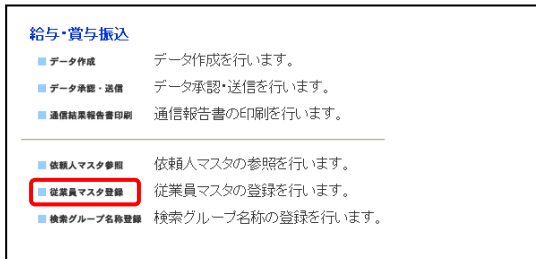 給与・賞与振込
データ作成 データ作成を行います。
データ承認・送信 データ承認・送信を行います。
通信結果報告書印刷 通信報告書の印刷を行います。
依頼人マスタ参照 依頼人マスタの参照を行います。
従業員マスタ登録 従業員マスタの登録を行います。
検索グループ名称登録 検索グループ名称の登録を行います。